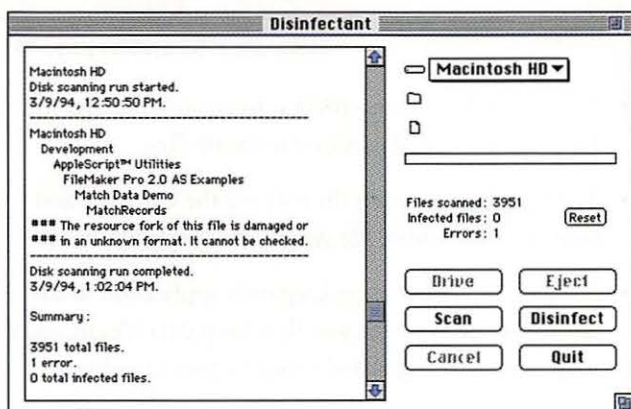 Disinfectant
Macintosh HD
Disk scanning run started.
3/9/94, 12:50:50 PM.
Macintosh HD
Development
AppleScript™ Utilities
FileMaker Pro 2.0 AS Examples
Match Data Demo
MatchRecords
### The resource fork of this file is damaged or
### in an unknown format. It cannot be checked.
Disk scanning run completed.
3/9/94, 1:02:04 PM.
Summary:
3951 total files.
1 error.
0 total infected files.
Macintosh HD
Files scanned: 3951
Infected files: 0
Errors: 1
Reset
Drive
Eject
Scan
Disinfect
Cancel
Quit